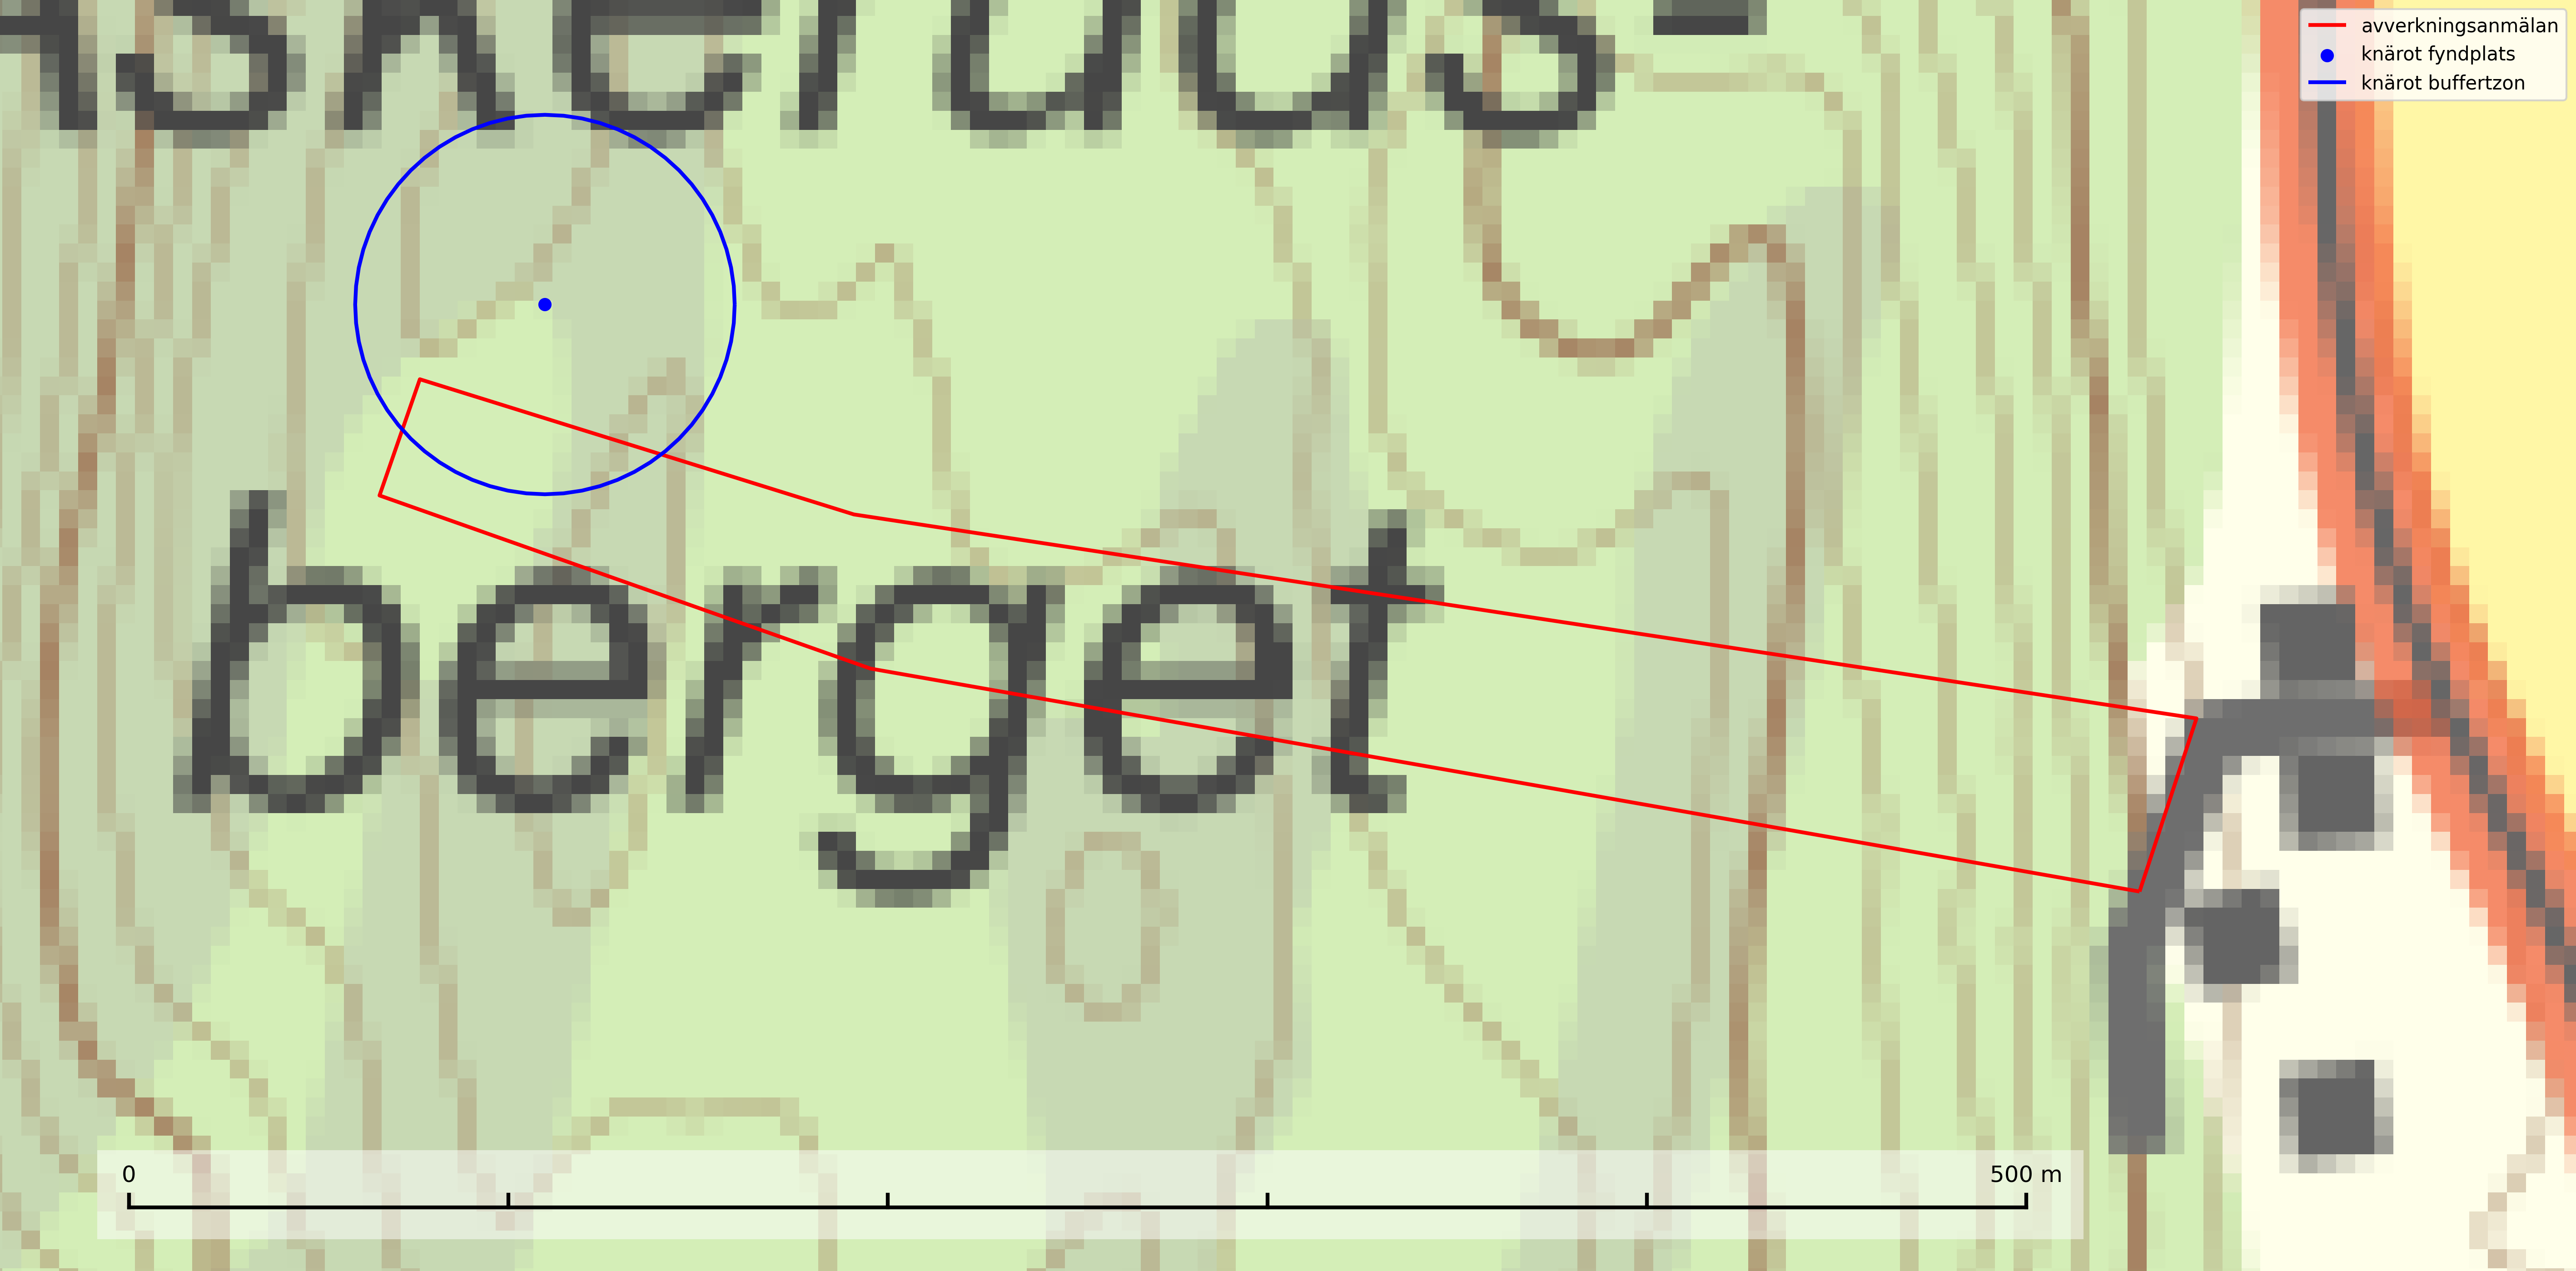 avverkningsanmälan
knärot fyndplats
knärot buffertzon
berget
0
500 m